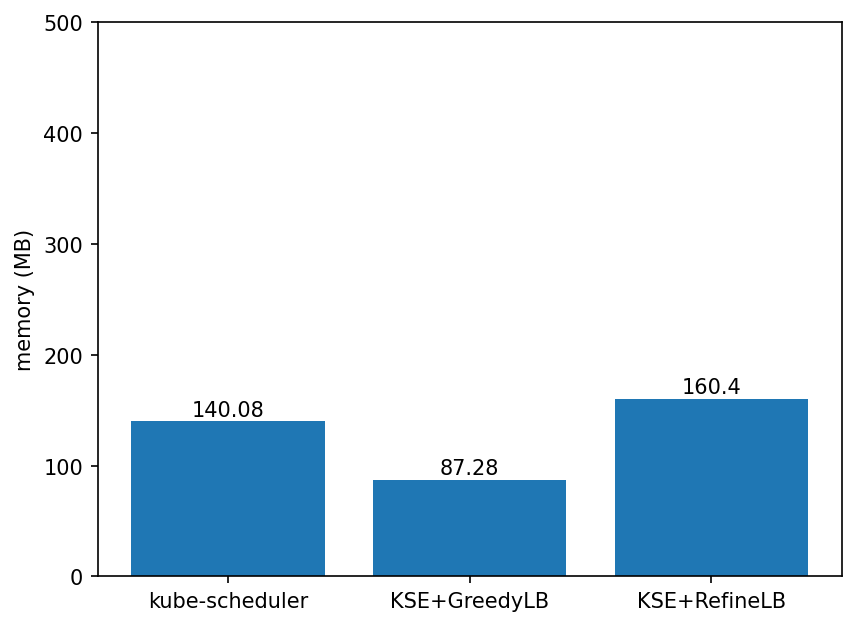 500
400
300
200
100
0
memory (MB)
140.08
87.28
160.4
kube-scheduler
KSE+GreedyLB
KSE+RefineLB